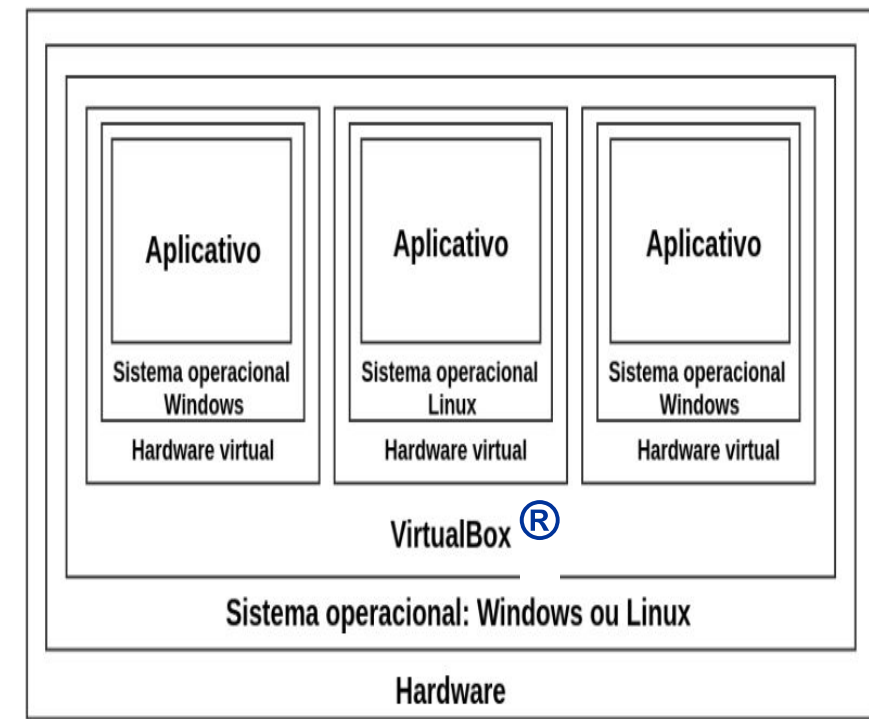 Aplicativo
Sistema operacional
Windows
Hardware virtual
Aplicativo
Sistema operacional
Linux
Hardware virtual
Aplicativo
Sistema operacional
Windows
Hardware virtual
VirtualBox ®
Sistema operacional: Windows ou Linux
Hardware